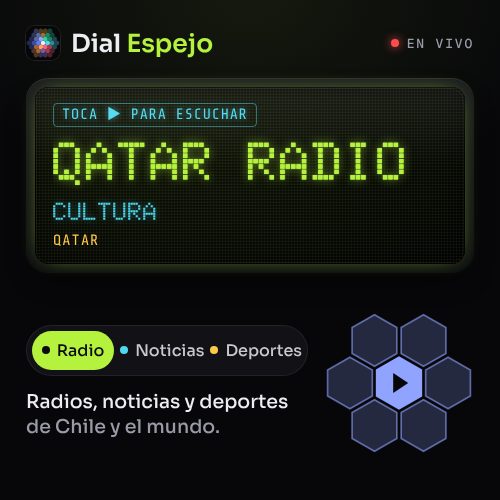 Dial Espejo
EN VIVO
TOCA ▶ PARA ESCUCHAR
QATAR RADIO
CULTURA
QATAR
Radio Noticias Deportes
Radios, noticias y deportes
de Chile y el mundo.